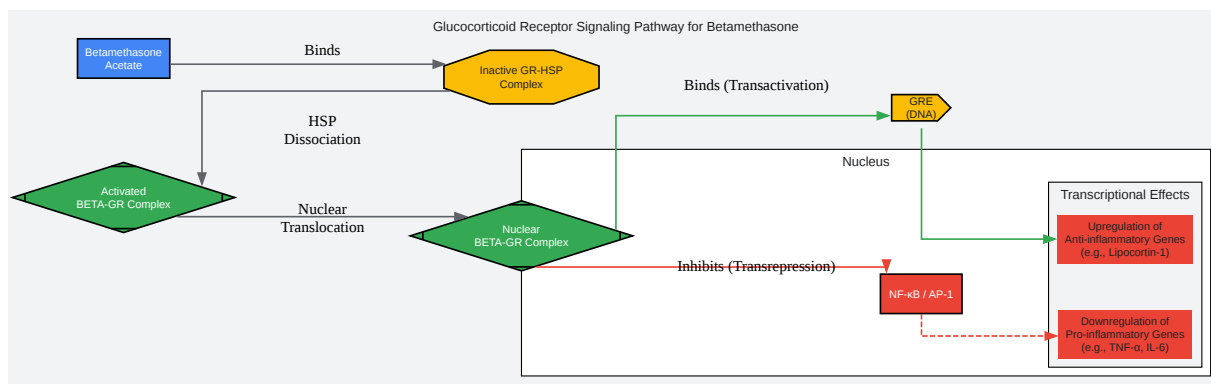 Glucocorticoid Receptor Signaling Pathway for Betamethasone
Betamethasone
Acetate
Binds
Inactive GR-HSP
Complex
Binds (Transactivation)
GRE
(DNA)
HSP
Dissociation
Nucleus
Activated
BETA-GR Complex
Nuclear
Translocation
Nuclear
BETA-GR Complex
Transcriptional Effects
Upregulation of
Anti-inflammatory Genes
(e.g., Lipocortin-1)
Inhibits (Transrepression)
NF-κB / AP-1
Downregulation of
Pro-inflammatory Genes
(e.g., TNF-α, IL-6)